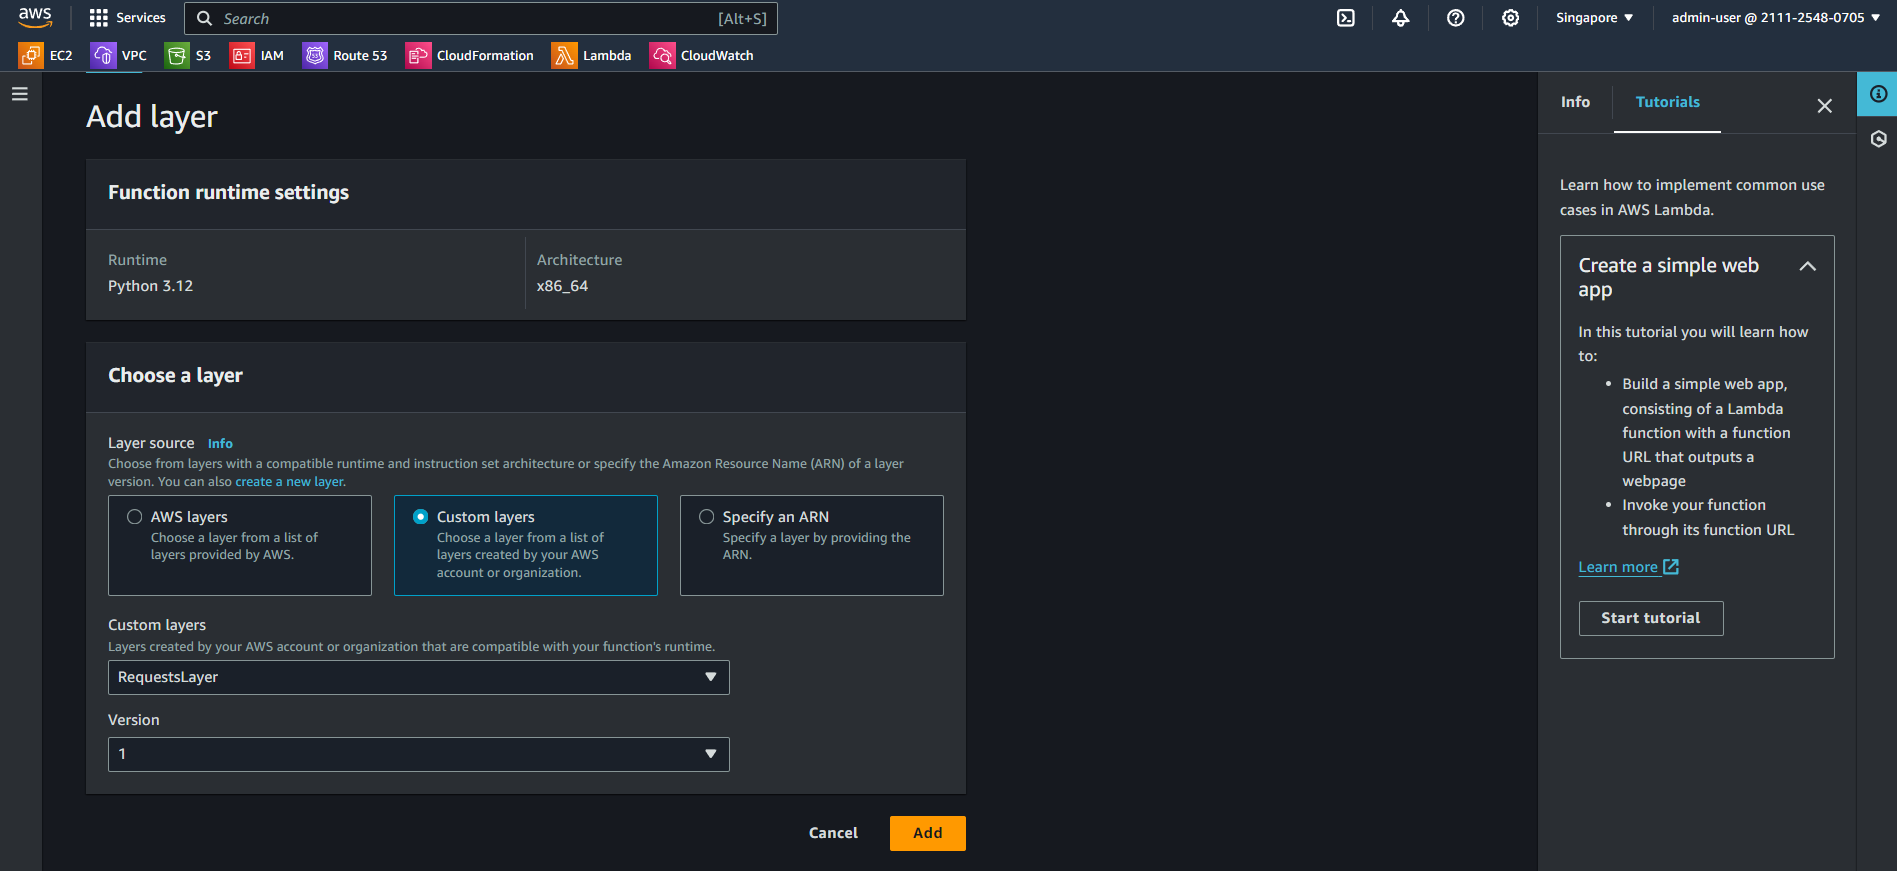 aws
Services
Search
[Alt+S]
Singapore
admin-user @ 2111-2548-0705
EC2
VPC
S3
IAM
Route 53
CloudFormation
Lambda
CloudWatch
Add layer
Function runtime settings
Runtime
Python 3.12
Architecture
x86_64
Choose a layer
Layer source Info
Choose from layers with a compatible runtime and instruction set architecture or specify the Amazon Resource Name (ARN) of a layer
version. You can also create a new layer.
AWS layers
Choose a layer from a list of
layers provided by AWS.
Custom layers
Choose a layer from a list of
layers created by your AWS
account or organization.
Specify an ARN
Specify a layer by providing the
ARN.
Custom layers
Layers created by your AWS account or organization that are compatible with your function's runtime.
RequestsLayer
Version
1
Cancel
Add
Info
Tutorials
Learn how to implement common use
cases in AWS Lambda.
Create a simple web
app
In this tutorial you will learn how
to:
• Build a simple web app,
consisting of a Lambda
function with a function
URL that outputs a
webpage
• Invoke your function
through its function URL
Learn more
Start tutorial